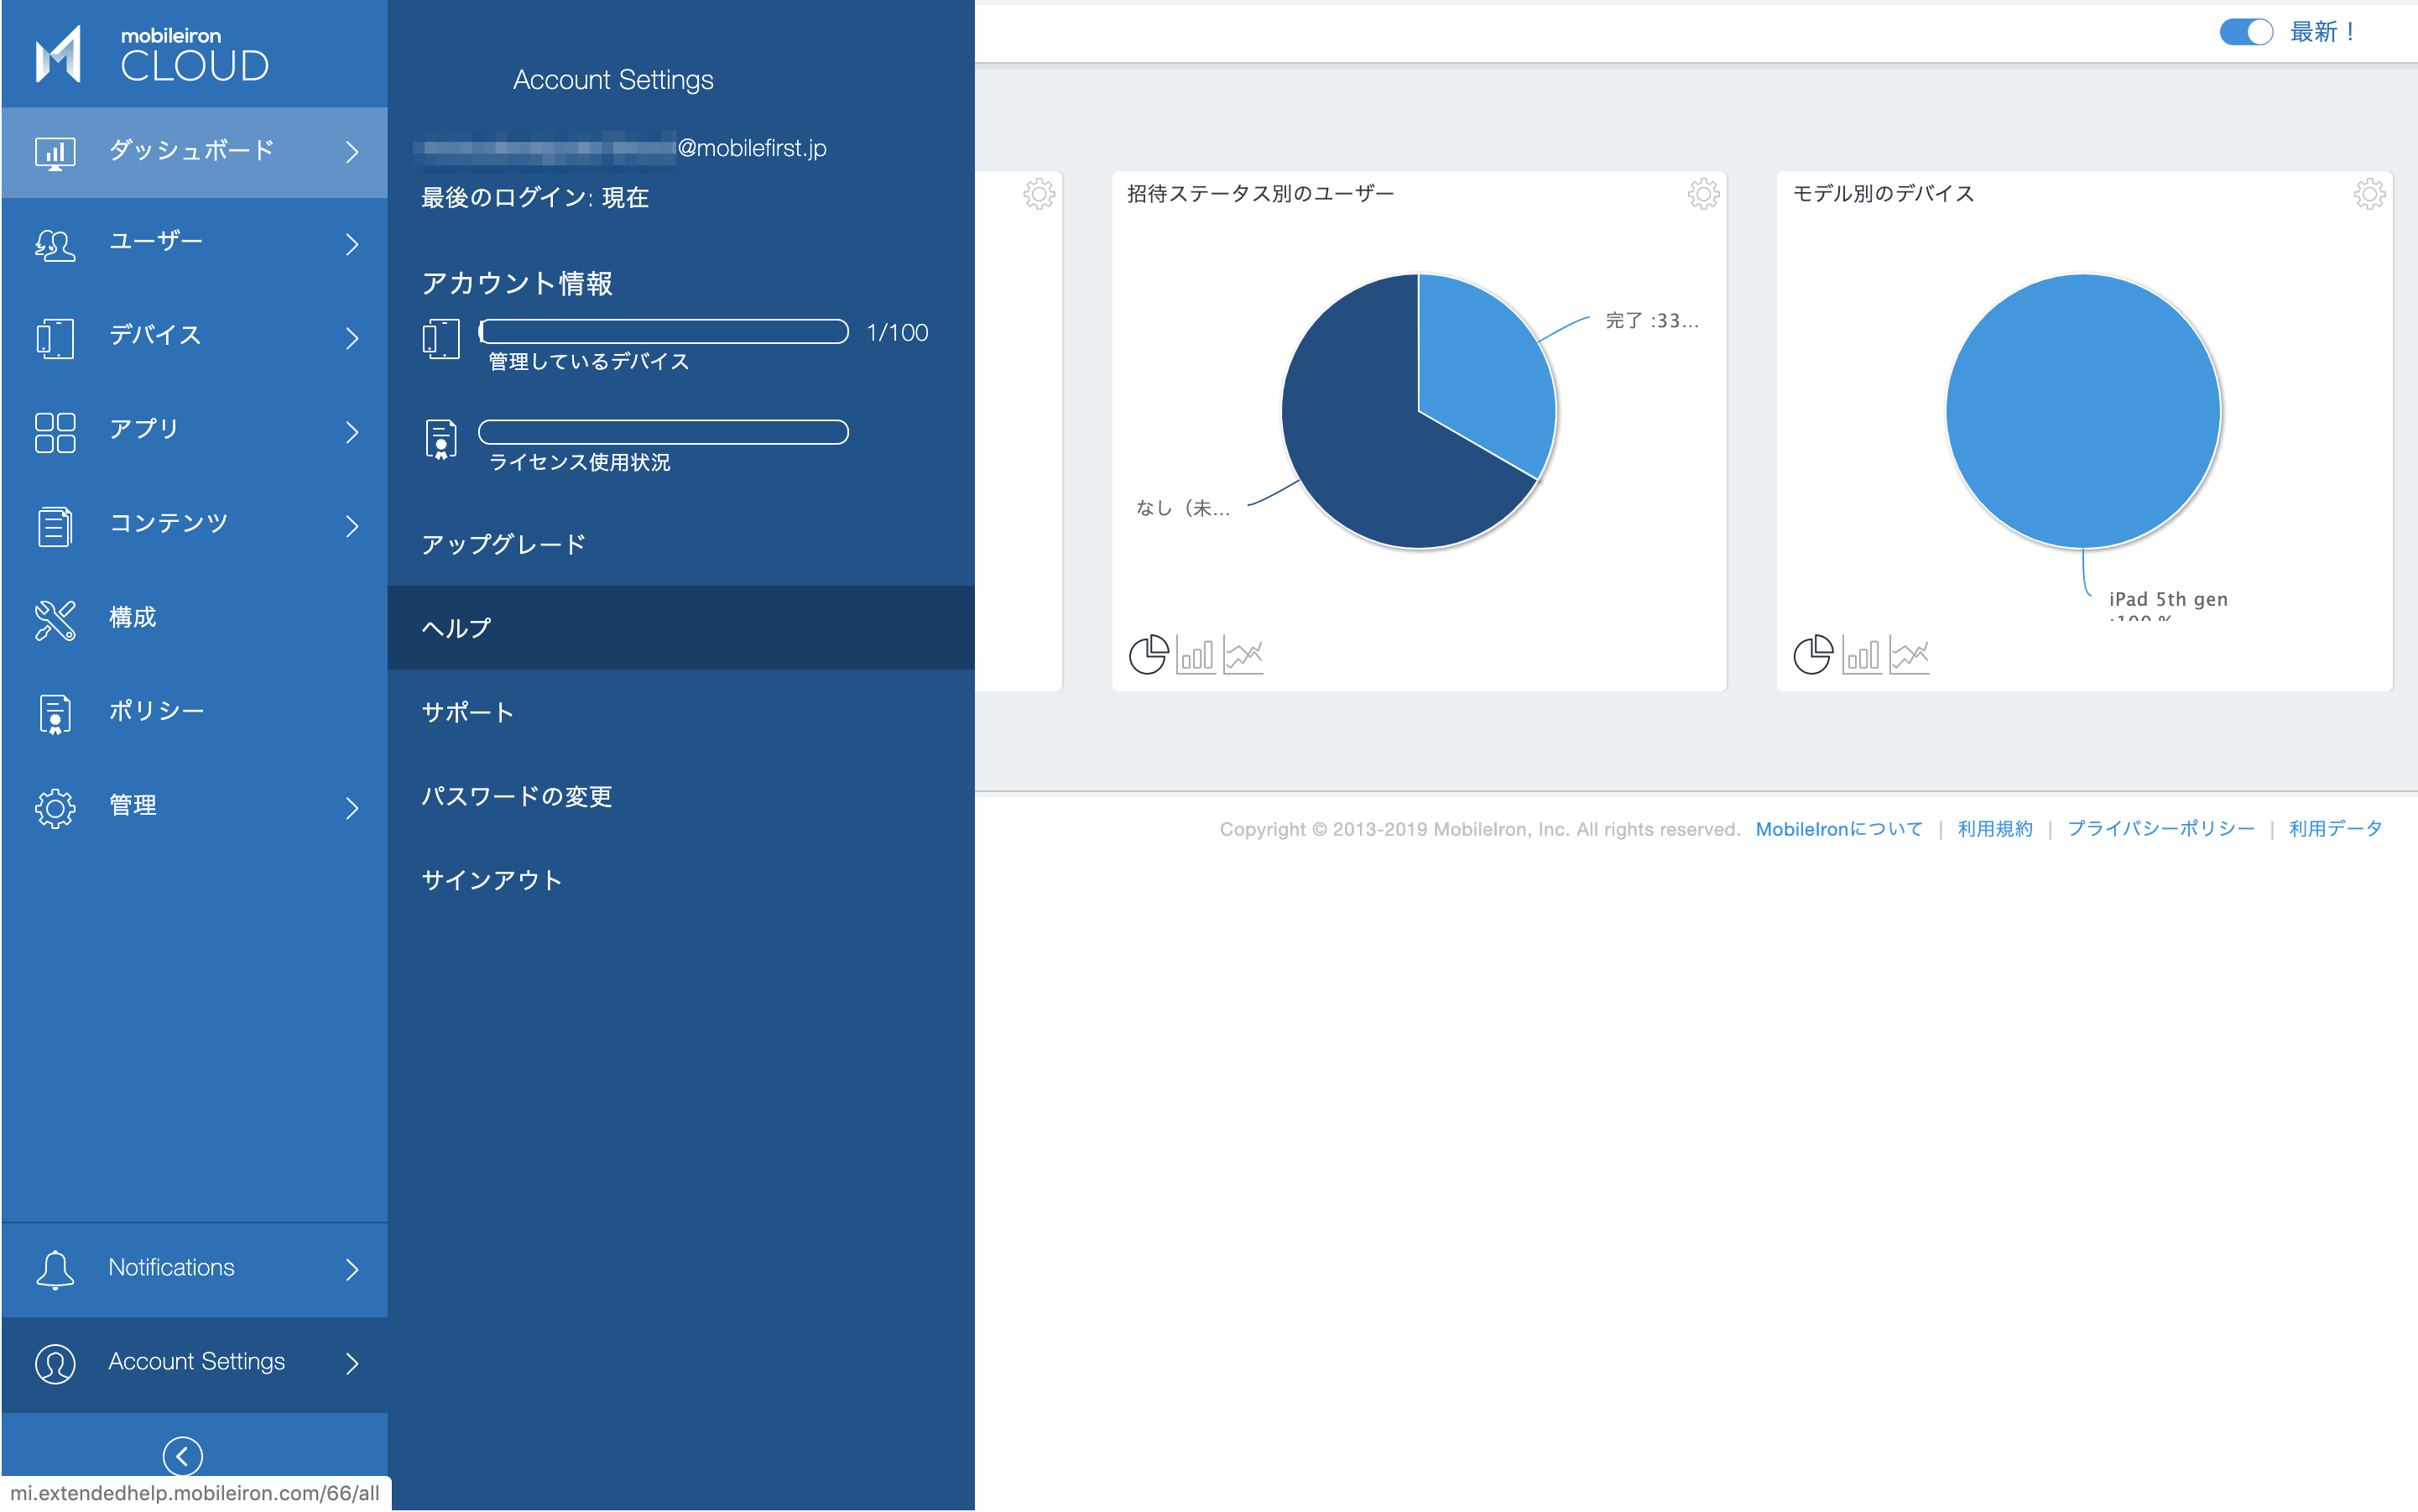 mobileiron
CLOUD
ダッシュボード
ユーザー
デバイス
アプリ
コンテンツ
構成
ポリシー
管理
Notifications
Account Settings
mi.extendedhelp.mobileiron.com/66/all
Account Settings
@mobilefirst.jp
最後のログイン: 現在
アカウント情報
1/100
管理しているデバイス
ライセンス使用状況
アップグレード
ヘルプ
サポート
パスワードの変更
サインアウト
最新！
招待ステータス別のユーザー
完了 :33...
なし（未...
モデル別のデバイス
iPad 5th gen
:100 %
Copyright © 2013-2019 MobileIron, Inc. All rights reserved. MobileIronについて | 利用規約 | プライバシーポリシー | 利用データ